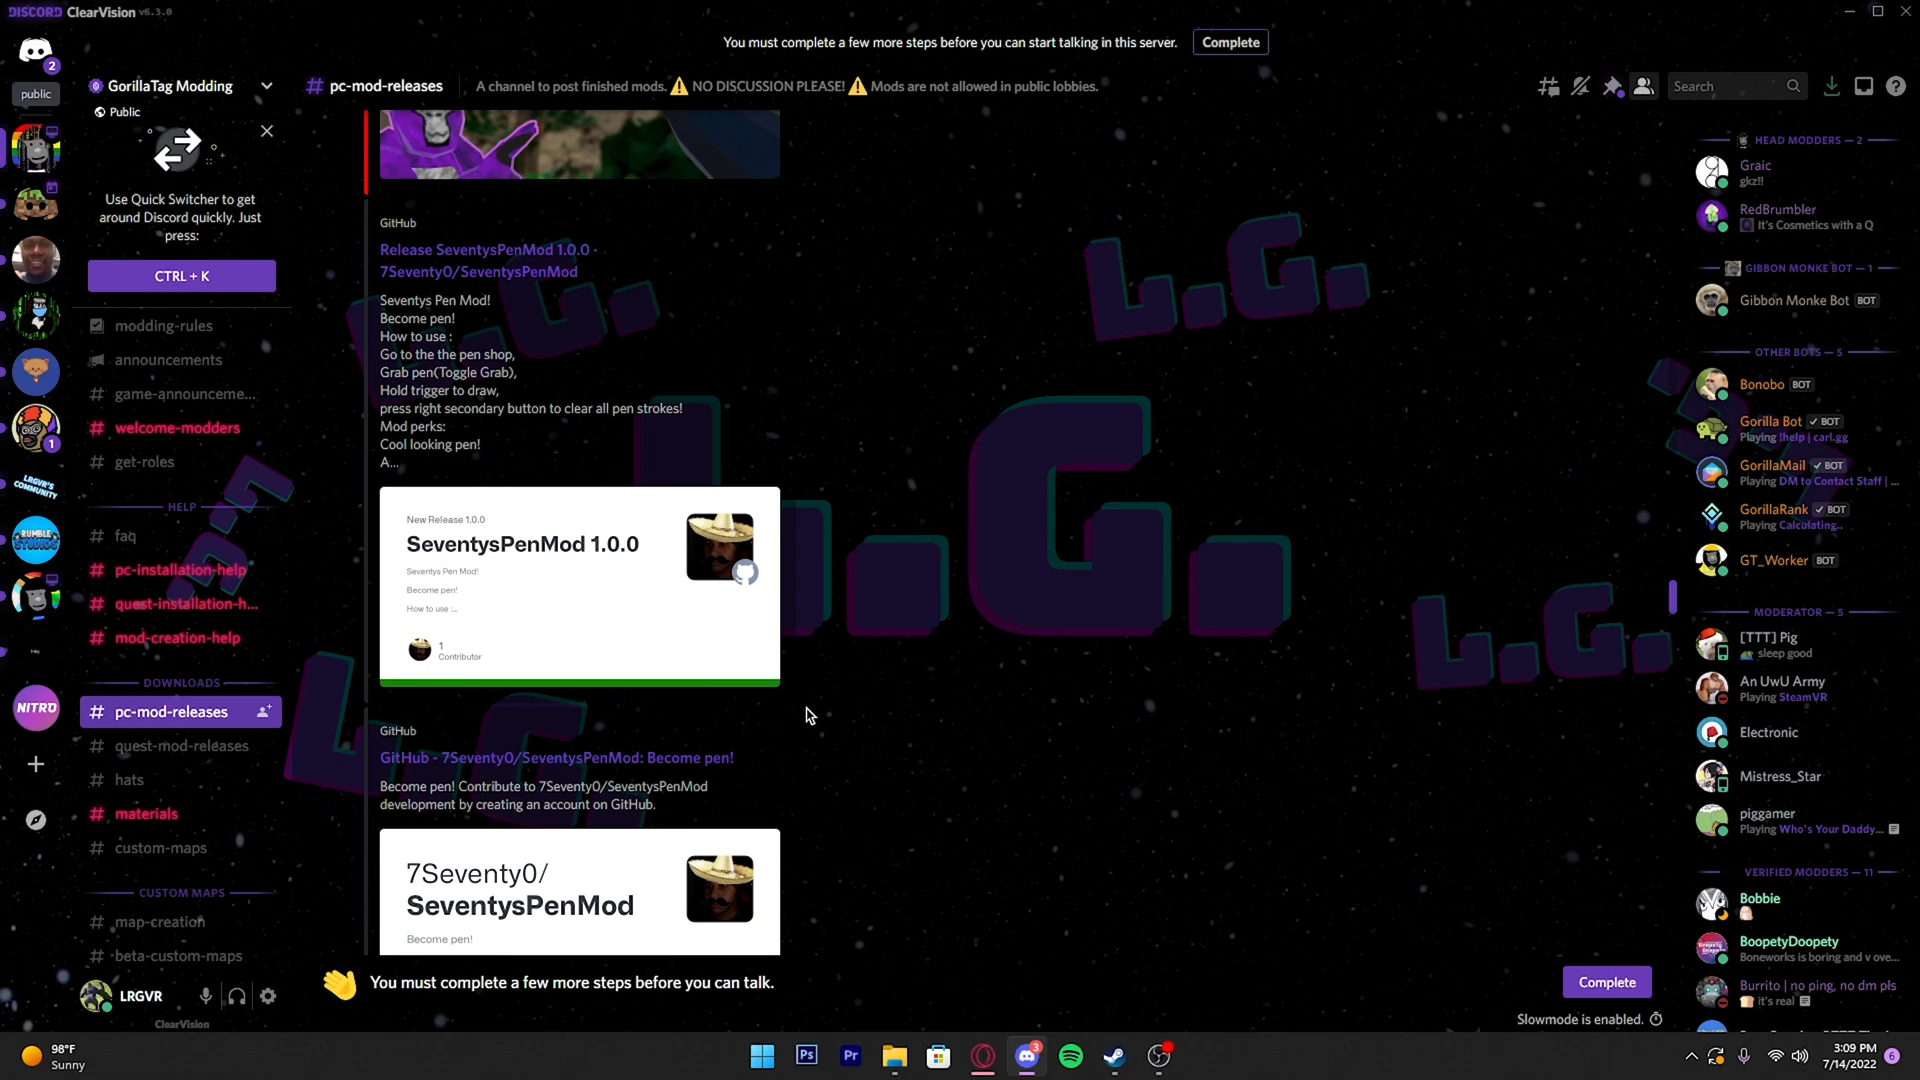 DISCORD ClearVision v6.3.0
You must complete a few more steps before you can start talking in this server.
Complete
2
public
GorillaTag Modding
Public
Use Quick Switcher to get
around Discord quickly. Just
press:
CTRL + K
modding-rules
announcements
game-announceme...
welcome-modders
get-roles
HELP
faq
pc-installation-help
quest-installation-h...
mod-creation-help
DOWNLOADS
pc-mod-releases
quest-mod-releases
hats
materials
custom-maps
CUSTOM MAPS
map-creation
beta-custom-maps
1
LRGVR'S
COMMUNITY
RUMBLE
STUDIOS
NITRO
LRGVR
ClearVision
pc-mod-releases
A channel to post finished mods. ⚠ NO DISCUSSION PLEASE! ⚠ Mods are not allowed in public lobbies.
Search
GitHub
Release SeventysPenMod 1.0.0 ·
7Seventy0/SeventysPenMod
Seventys Pen Mod!
Become pen!
How to use :
Go to the the pen shop,
Grab pen(Toggle Grab),
Hold trigger to draw,
press right secondary button to clear all pen strokes!
Mod perks:
Cool looking pen!
A...
New Release 1.0.0
SeventysPenMod 1.0.0
Seventys Pen Mod!
Become pen!
How to use :...
1
Contributor
GitHub
GitHub - 7Seventy0/SeventysPenMod: Become pen!
Become pen! Contribute to 7Seventy0/SeventysPenMod
development by creating an account on GitHub.
7Seventy0/
SeventysPenMod
Become pen!
You must complete a few more steps before you can talk.
Complete
Slowmode is enabled.
L.G.
L.G.
L.G.
L.G.
L.G.
HEAD MODDERS — 2
Graic
gkz!!
RedBrumbler
It's Cosmetics with a Q
GIBBON MONKE BOT — 1
Gibbon Monke Bot BOT
OTHER BOTS — 5
Bonobo BOT
Gorilla Bot ✓ BOT
Playing !help | carl.gg
GorillaMail ✓ BOT
Playing DM to Contact Staff | ...
GorillaRank ✓ BOT
Playing Calculating..
GT_Worker BOT
MODERATOR — 5
[TTT] Pig
sleep good
An UwU Army
Playing SteamVR
Electronic
Mistress_Star
piggamer
Playing Who's Your Daddy...
VERIFIED MODDERS — 11
Bobbie
BoopetyDoopety
Boneworks is boring and v ove...
Burrito | no ping, no dm pls
it's real
98°F
Sunny
Ps
Pr
3
3:09 PM
7/14/2022
6